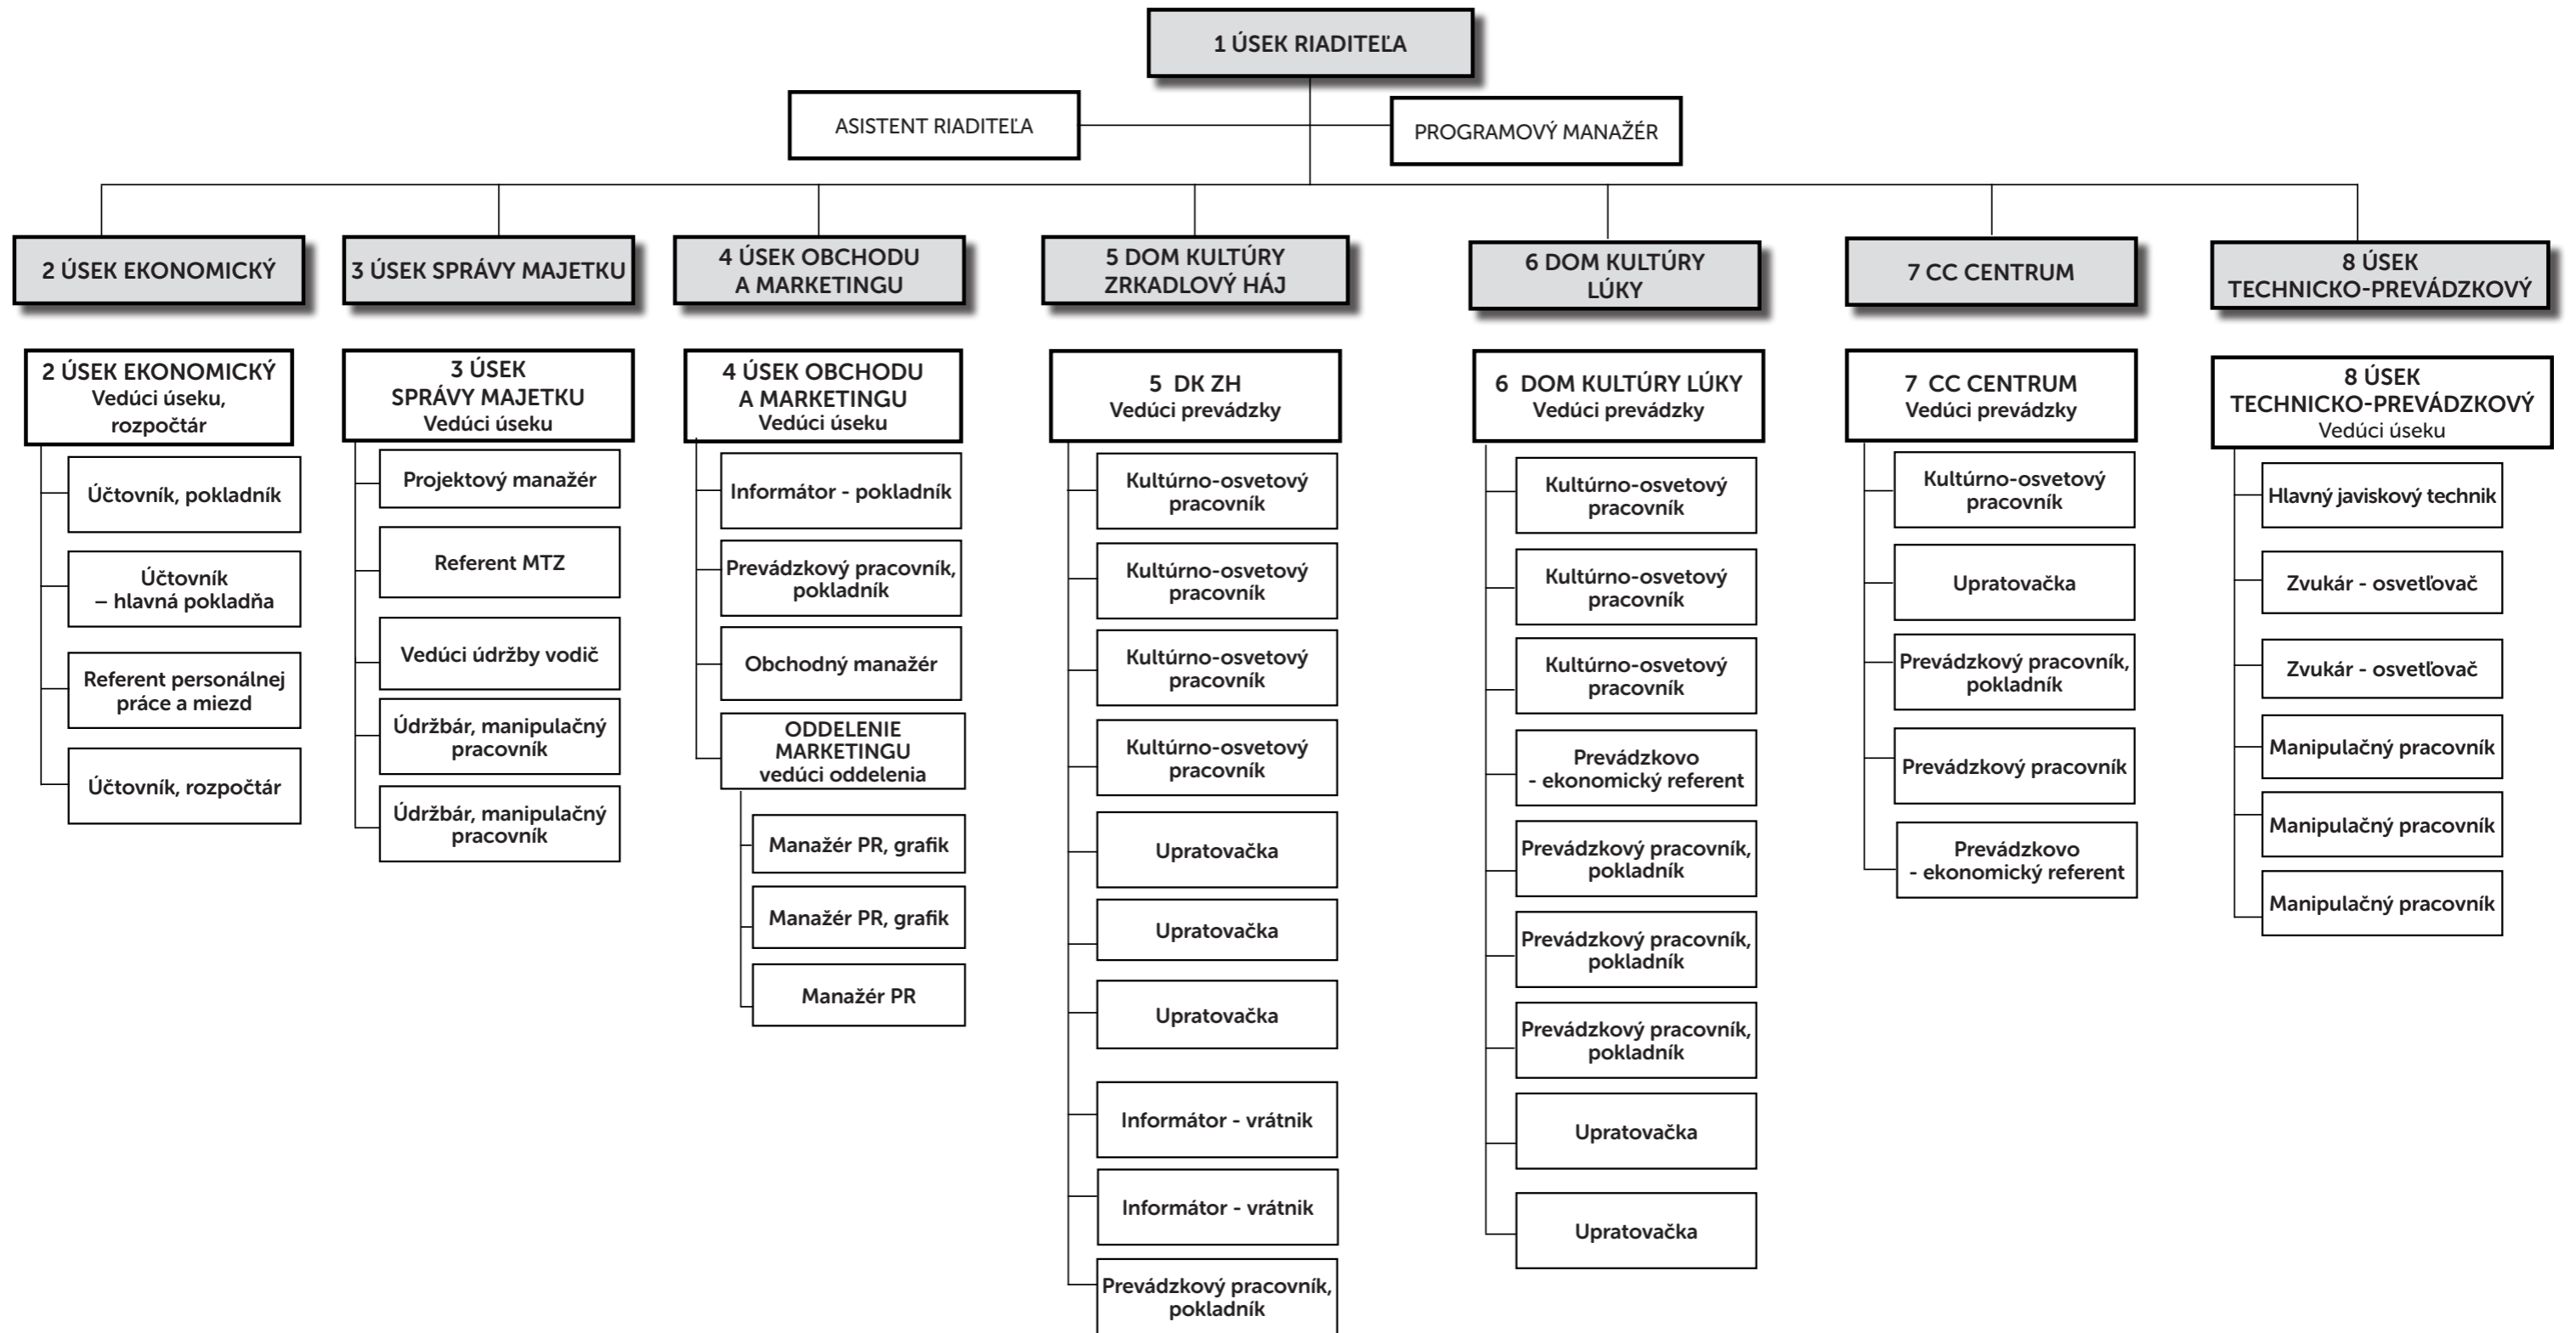 1 ÚSEK RIADITEĽA
ASISTENT RIADITEĽA
PROGRAMOVÝ MANAŽÉR
2 ÚSEK EKONOMICKÝ
3 ÚSEK SPRÁVY MAJETKU
4 ÚSEK OBCHODU
A MARKETINGU
5 DOM KULTÚRY
ZRKADLOVÝ HÁJ
6 DOM KULTÚRY
LÚKY
7 CC CENTRUM
8 ÚSEK
TECHNICKO-PREVÁDZKOVÝ
2 ÚSEK EKONOMICKÝ
Vedúci úseku,
rozpočtár
Účtovník, pokladník
Účtovník
– hlavná pokladňa
Referent personálnej
práce a miezd
Účtovník, rozpočtár
3 ÚSEK
SPRÁVY MAJETKU
Vedúci úseku
Projektový manažér
Referent MTZ
Vedúci údržby vodič
Údržbár, manipulačný
pracovník
Údržbár, manipulačný
pracovník
4 ÚSEK OBCHODU
A MARKETINGU
Vedúci úseku
Informátor - pokladník
Prevádzkový pracovník,
pokladník
Obchodný manažér
ODDELENIE
MARKETINGU
vedúci oddelenia
Manažér PR, grafik
Manažér PR, grafik
Manažér PR
5 DK ZH
Vedúci prevádzky
Kultúrno-osvetový
pracovník
Kultúrno-osvetový
pracovník
Kultúrno-osvetový
pracovník
Kultúrno-osvetový
pracovník
Upratovačka
Upratovačka
Upratovačka
Informátor - vrátnik
Informátor - vrátnik
Prevádzkový pracovník,
pokladník
6 DOM KULTÚRY LÚKY
Vedúci prevádzky
Kultúrno-osvetový
pracovník
Kultúrno-osvetový
pracovník
Kultúrno-osvetový
pracovník
Prevádzkovo
- ekonomický referent
Prevádzkový pracovník,
pokladník
Prevádzkový pracovník,
pokladník
Prevádzkový pracovník,
pokladník
Upratovačka
Upratovačka
7 CC CENTRUM
Vedúci prevádzky
Kultúrno-osvetový
pracovník
Upratovačka
Prevádzkový pracovník,
pokladník
Prevádzkový pracovník
Prevádzkovo
- ekonomický referent
8 ÚSEK
TECHNICKO-PREVÁDZKOVÝ
Vedúci úseku
Hlavný javiskový technik
Zvukár - osvetľovač
Zvukár - osvetľovač
Manipulačný pracovník
Manipulačný pracovník
Manipulačný pracovník